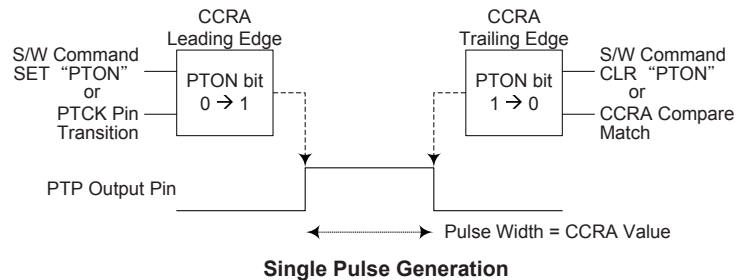 CCRA
Leading Edge
CCRA
Trailing Edge
S/W Command
SET “PTON”
or
PTCK Pin
Transition
PTON bit
0 → 1
PTON bit
1 → 0
S/W Command
CLR “PTON”
or
CCRA Compare
Match
PTP Output Pin
Pulse Width = CCRA Value
Single Pulse Generation